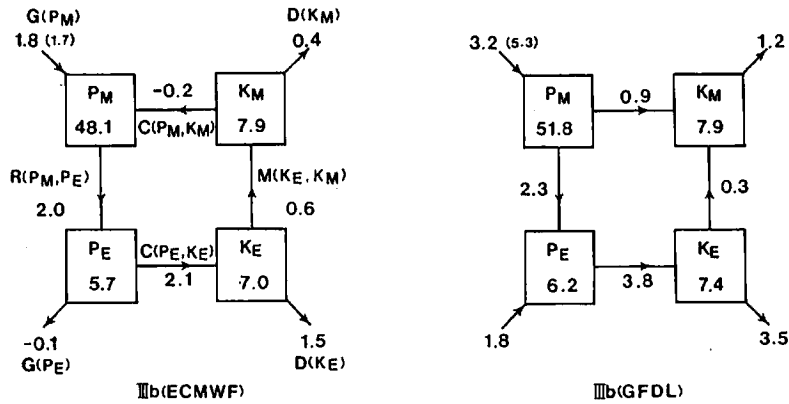 G(PM) D(KM)
1.8 (1.7) 0.4
-0.2
PM KM
48.1 7.9
C(PM,KM)
R(PM,PE) M(KE,KM)
2.0 0.6
PE C(PE,KE) KE
5.7 2.1 7.0
-0.1 1.5
G(PE) D(KE)
Ⅲb(ECMWF)
3.2 (5.3) 1.2
PM 0.9 KM
51.8 7.9
2.3 0.3
PE KE
6.2 3.8 7.4
1.8 3.5
Ⅲb(GFDL)